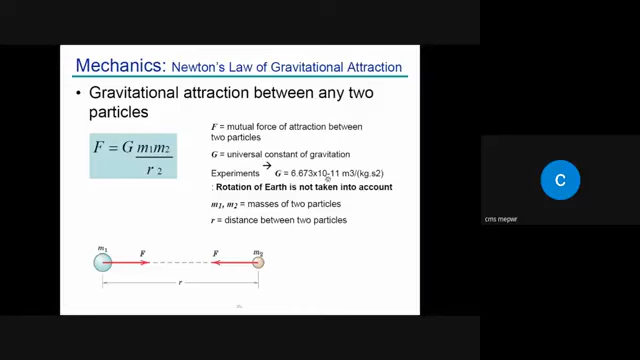 Mechanics: Newton's Law of Gravitational Attraction
• Gravitational attraction between any two
particles
F = G m1m2 / r 2
F = mutual force of attraction between
two particles
G = universal constant of gravitation
Experiments → G = 6.673x10-11 m3/(kg.s2)
: Rotation of Earth is not taken into account
m1, m2 = masses of two particles
r = distance between two particles
m1 F F m2
r
C
cms mepwr